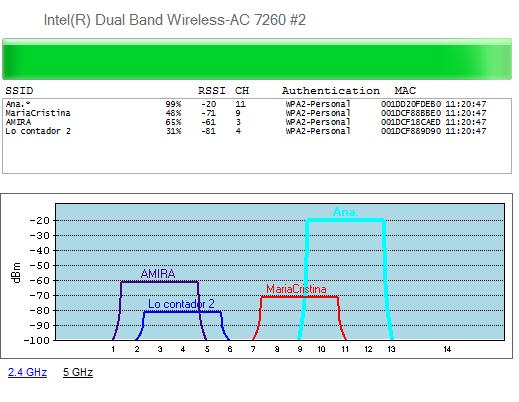 Intel(R) Dual Band Wireless-AC 7260 #2
SSID RSSI CH Authentication MAC
Ana.* 99% -20 11 WPA2-Personal 001DD20FDEB0 11:20:47
MariaCristina 48% -71 9 WPA2-Personal 001DCF88BBE0 11:20:47
AMIRA 65% -61 3 WPA2-Personal 001DCF18CAED 11:20:47
Lo contador 2 31% -81 4 WPA2-Personal 001DCF889D90 11:20:47
Ana.
-20
-30
-40
-50
AMIRA
-60
MariaCristina
-70
Lo contador 2
-80
-90
-100
dBm
1 2 3 4 5 6 7 8 9 10 11 12 13 14
2.4 GHz 5 GHz